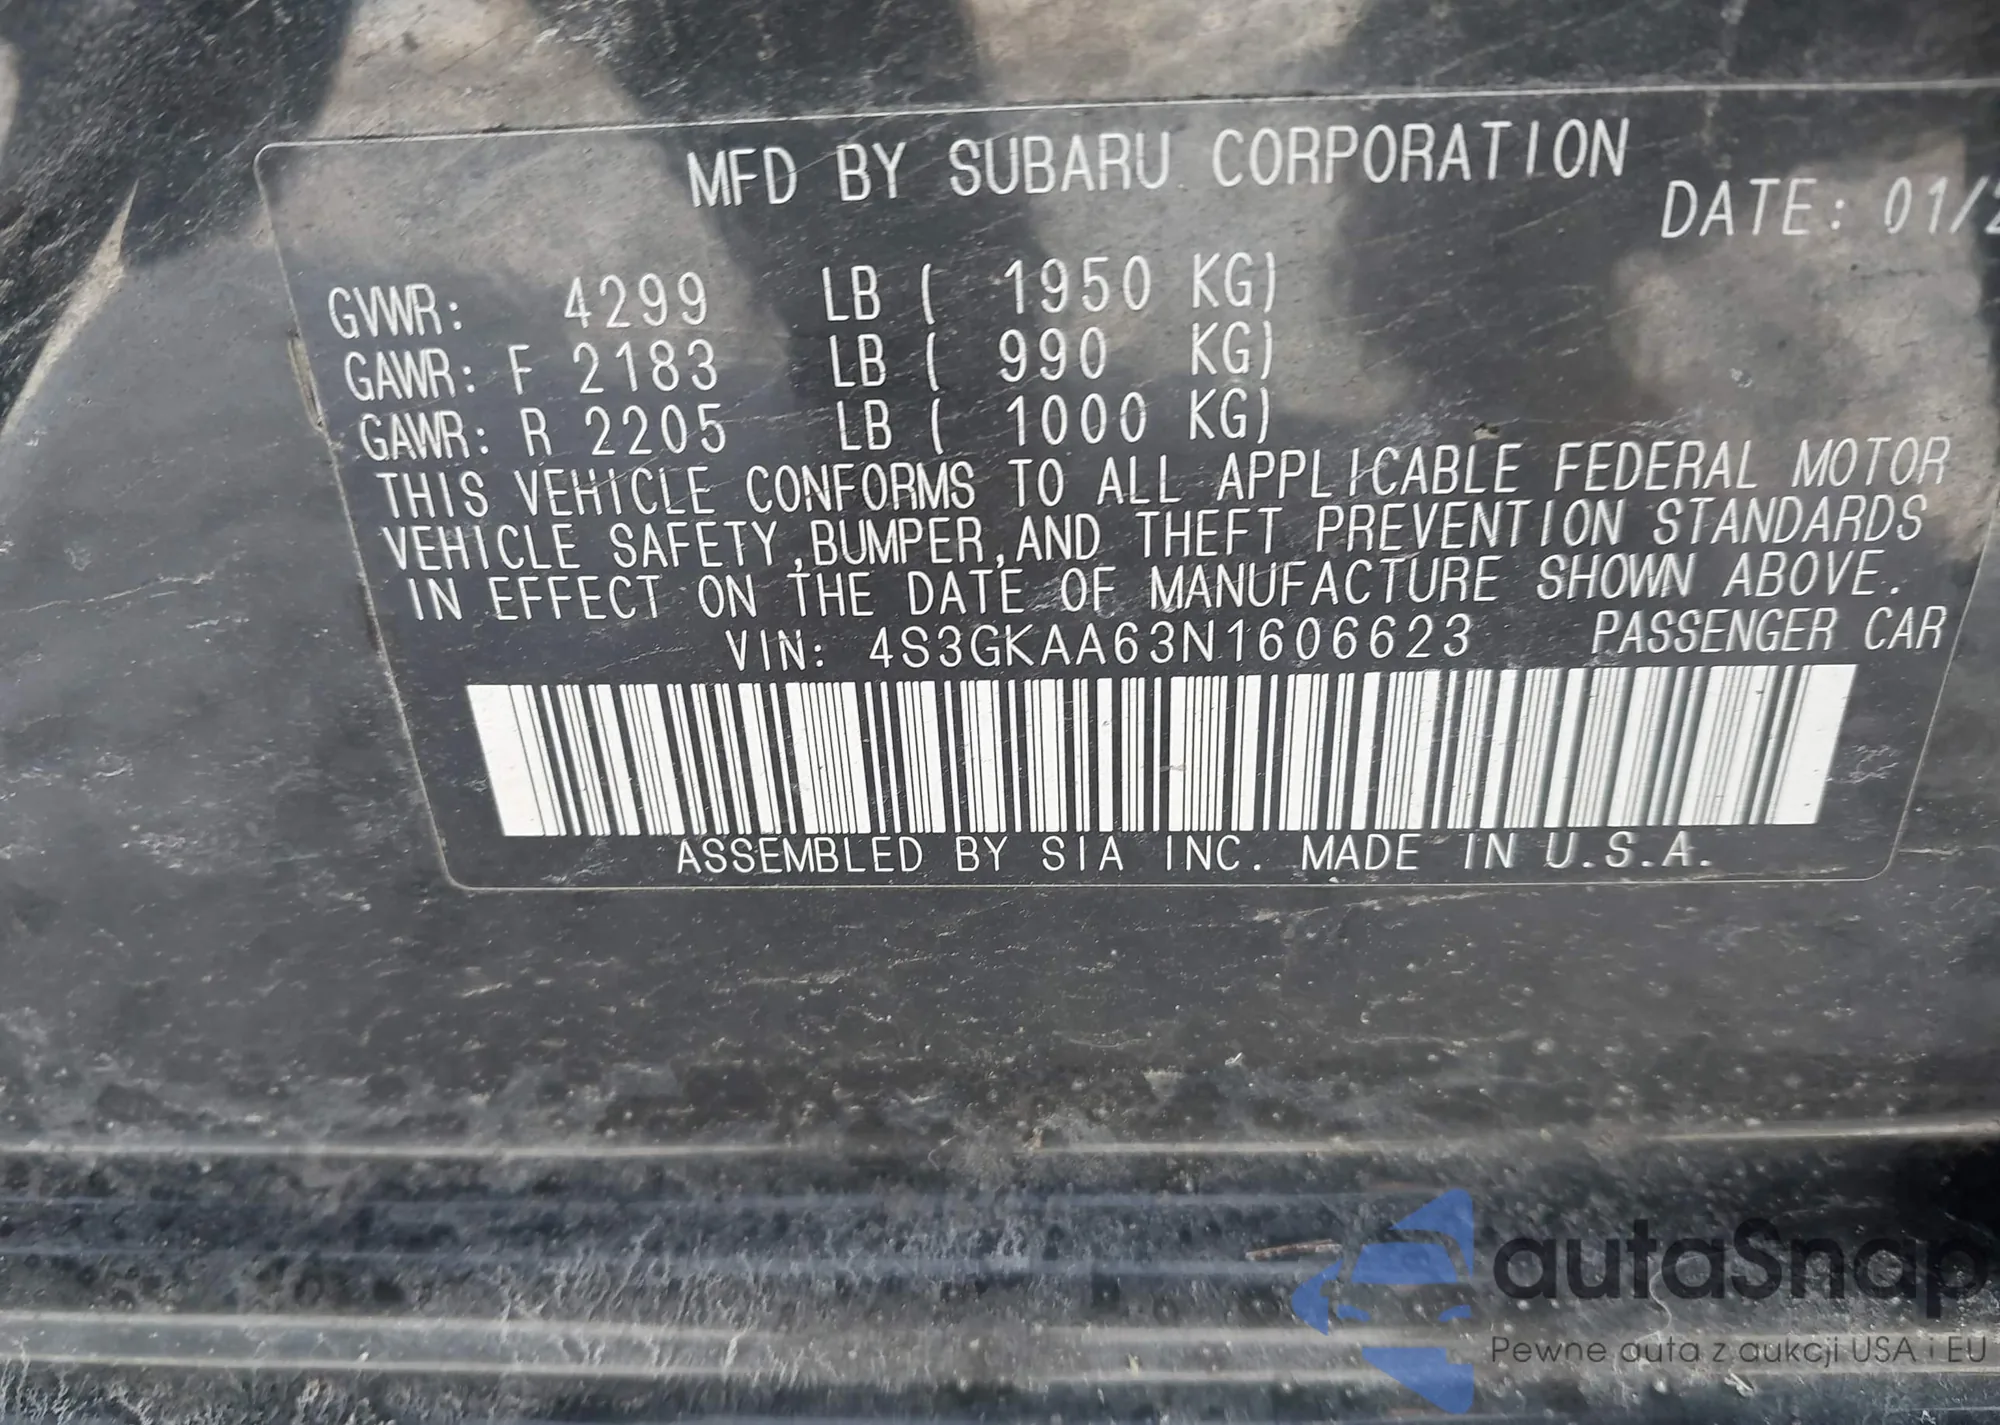 MFD BY SUBARU CORPORATION
DATE: 01/2
GVWR: 4299 LB ( 1950 KG)
GAWR: F 2183 LB ( 990 KG)
GAWR: R 2205 LB ( 1000 KG)
THIS VEHICLE CONFORMS TO ALL APPLICABLE FEDERAL MOTOR
VEHICLE SAFETY,BUMPER,AND THEFT PREVENTION STANDARDS
IN EFFECT ON THE DATE OF MANUFACTURE SHOWN ABOVE.
VIN: 4S3GKAA63N1606623 PASSENGER CAR
ASSEMBLED BY SIA INC. MADE IN U.S.A.
autaSnap
Pewne auta z aukcji USA i EU